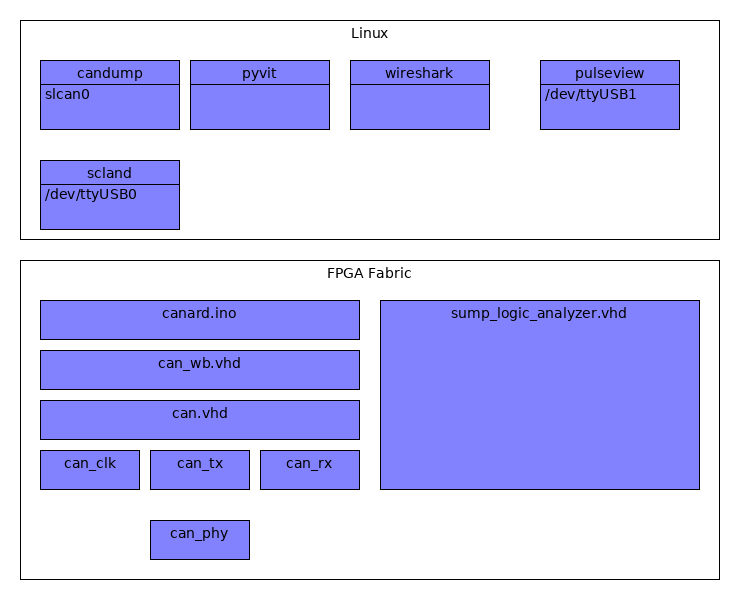 Linux
candump
slcan0
pyvit
wireshark
pulseview
/dev/ttyUSB1
scland
/dev/ttyUSB0
FPGA Fabric
canard.ino
sump_logic_analyzer.vhd
can_wb.vhd
can.vhd
can_clk
can_tx
can_rx
can_phy